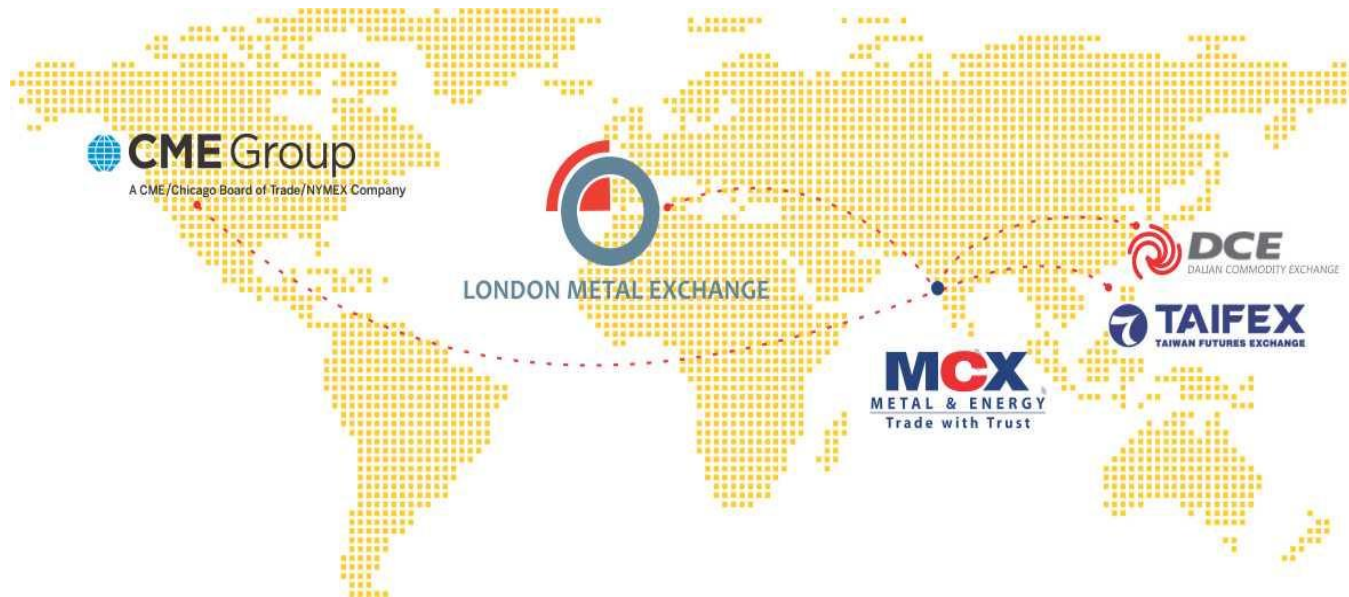 CME Group
A CME/Chicago Board of Trade/NYMEX Company
LONDON METAL EXCHANGE
DCE
DALIAN COMMODITY EXCHANGE
TAIFEX
TAIWAN FUTURES EXCHANGE
MCX
METAL & ENERGY
Trade with Trust